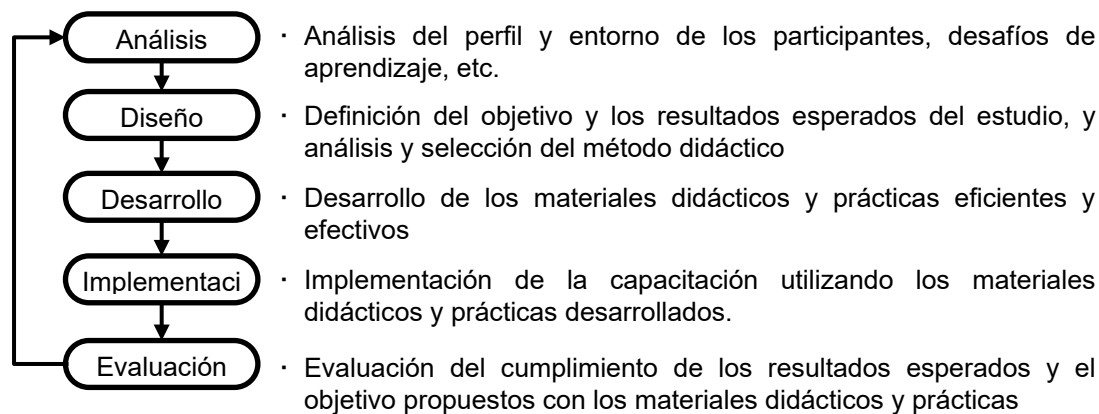 Análisis
· Análisis del perfil y entorno de los participantes, desafíos de
aprendizaje, etc.
Diseño
· Definición del objetivo y los resultados esperados del estudio, y
análisis y selección del método didáctico
Desarrollo
· Desarrollo de los materiales didácticos y prácticas eficientes y
efectivos
Implementaci
· Implementación de la capacitación utilizando los materiales
didácticos y prácticas desarrollados.
Evaluación
· Evaluación del cumplimiento de los resultados esperados y el
objetivo propuestos con los materiales didácticos y prácticas